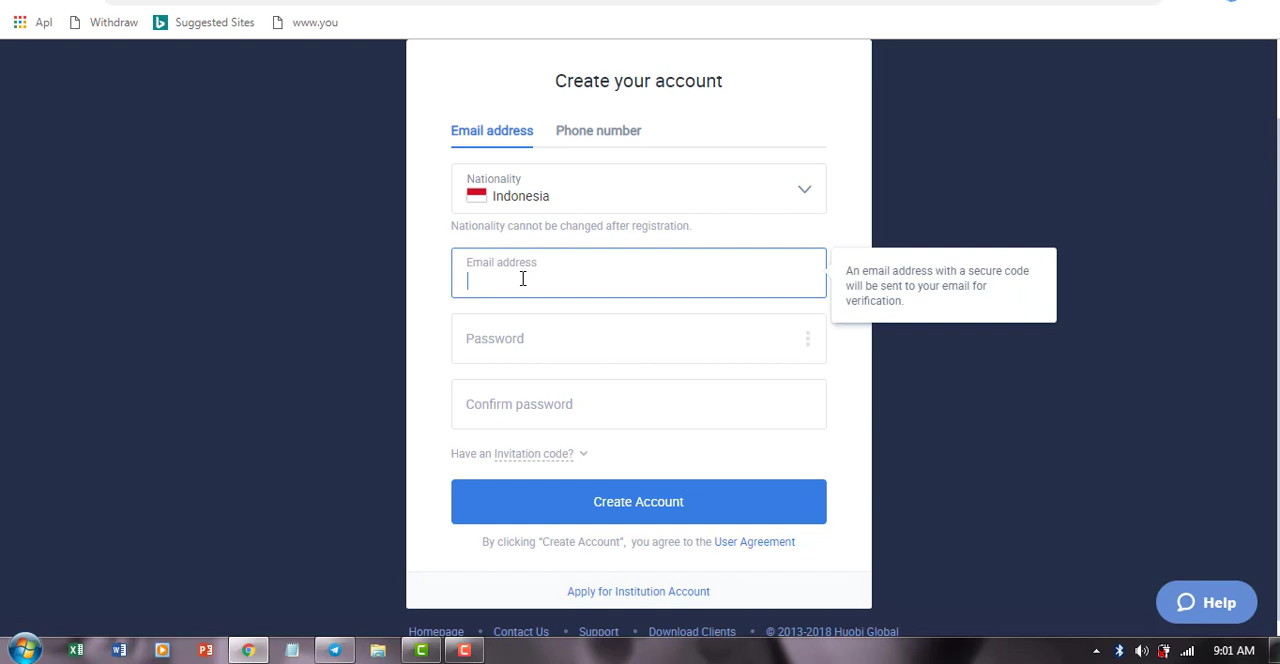 Apl Withdraw Suggested Sites www.you
Create your account
Email address Phone number
Nationality
Indonesia
Nationality cannot be changed after registration.
Email address
An email address with a secure code
will be sent to your email for
verification.
Password
Confirm password
Have an Invitation code?
Create Account
By clicking “Create Account”, you agree to the User Agreement
Apply for Institution Account
Help
Homepage • Contact Us • Support • Download Clients • © 2013-2018 Huobi Global
9:01 AM